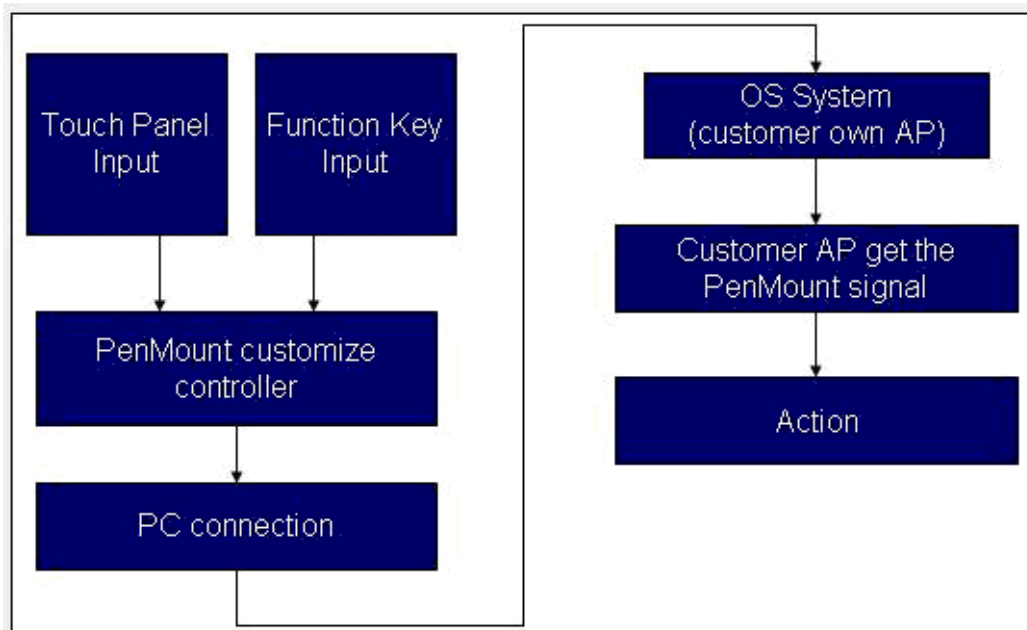 Touch Panel
Input
Function Key
Input
PenMount customize
controller
PC connection
OS System
(customer own AP)
Customer AP get the
PenMount signal
Action